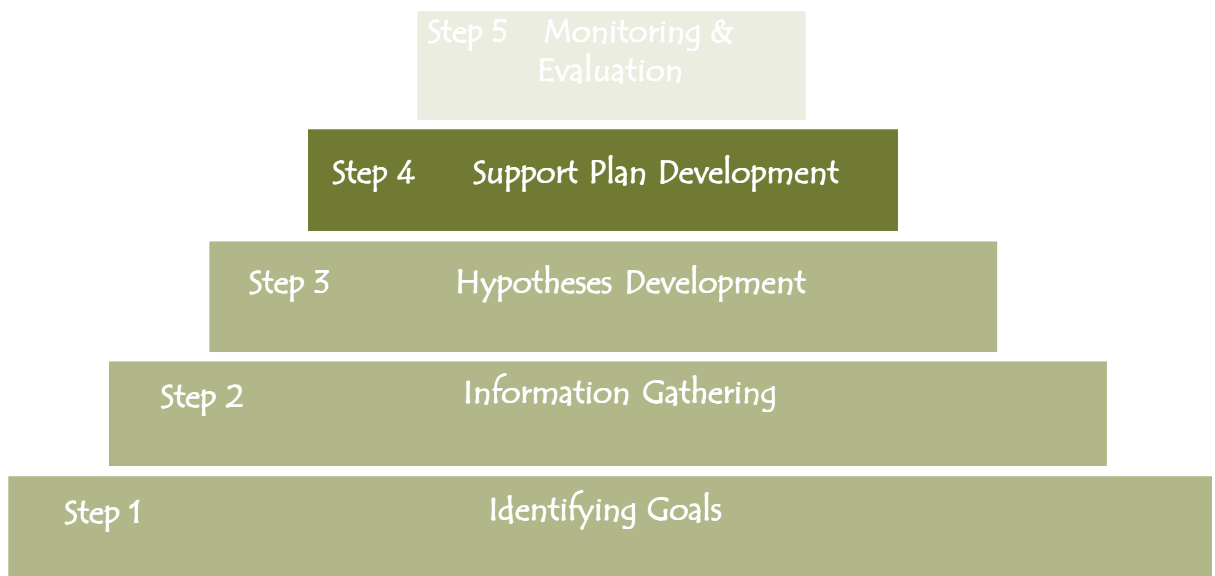 Step 5 Monitoring &
Evaluation
Step 4 Support Plan Development
Step 3 Hypotheses Development
Step 2 Information Gathering
Step 1 Identifying Goals